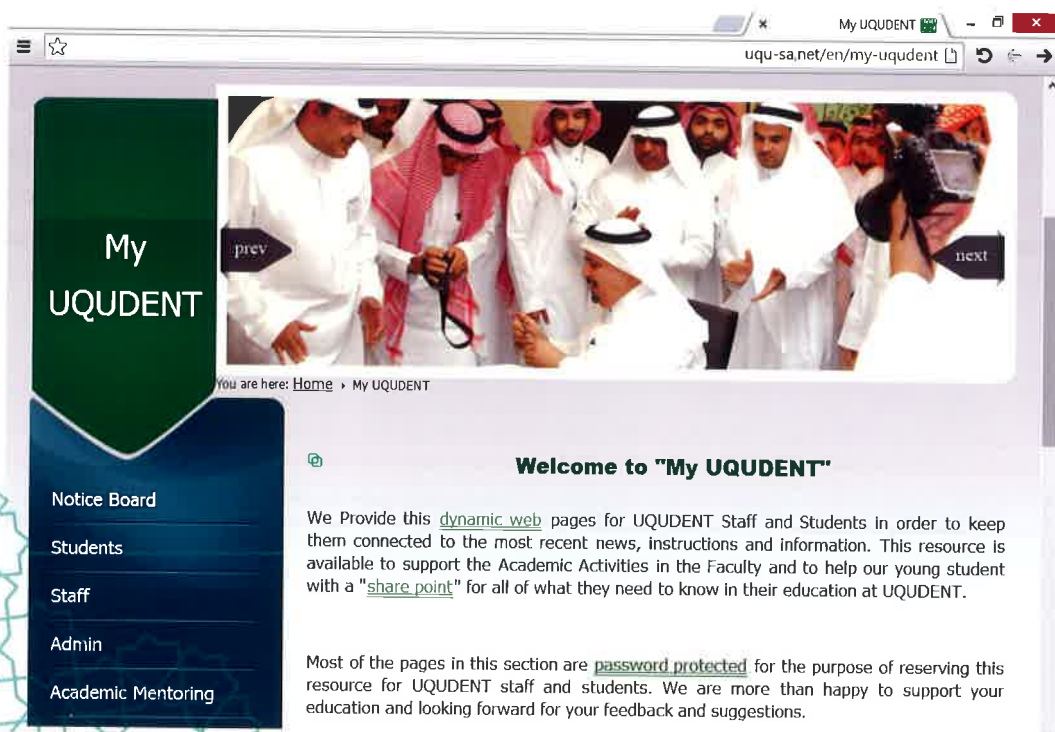 My UQUDENT
uqu-sa.net/en/my-uqudent
My
UQUDENT
prev
next
You are here: Home › My UQUDENT
Notice Board
Students
Staff
Admin
Academic Mentoring
Welcome to "My UQUDENT"
We Provide this dynamic web pages for UQUDENT Staff and Students in order to keep
them connected to the most recent news, instructions and information. This resource is
available to support the Academic Activities in the Faculty and to help our young student
with a "share point" for all of what they need to know in their education at UQUDENT.
Most of the pages in this section are password protected for the purpose of reserving this
resource for UQUDENT staff and students. We are more than happy to support your
education and looking forward for your feedback and suggestions.